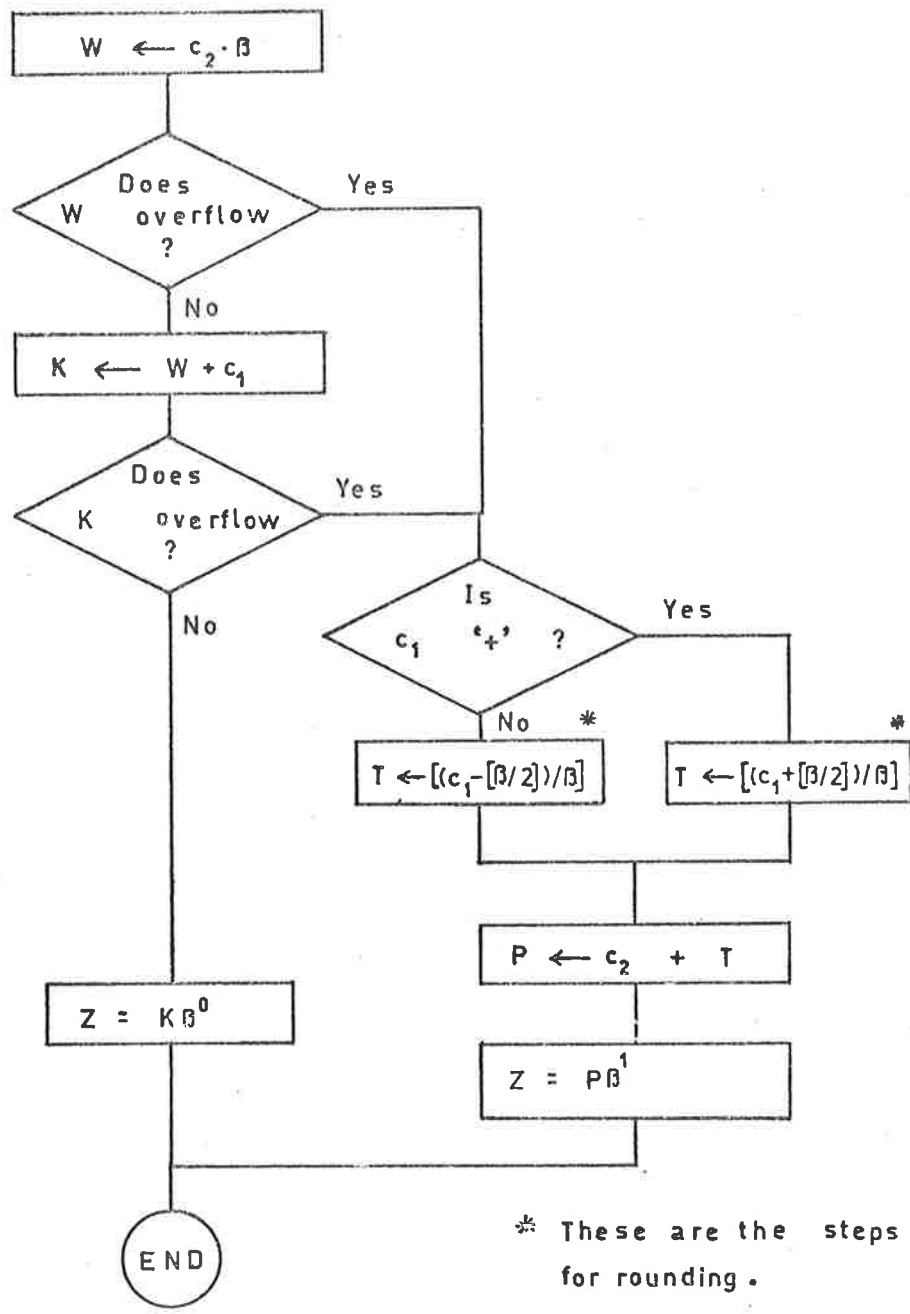 W ← c₂ · β
Does
W overflow
?
Yes
No
K ← W + c₁
Does
K overflow
?
Yes
No
Is
c₁ '+' ?
Yes
No *
*
T ← [(c₁-[β/2])/β]
T ← [(c₁+[β/2])/β]
P ← c₂ + T
Z = Kβ⁰
Z = Pβ¹
END
* These are the steps
for rounding.